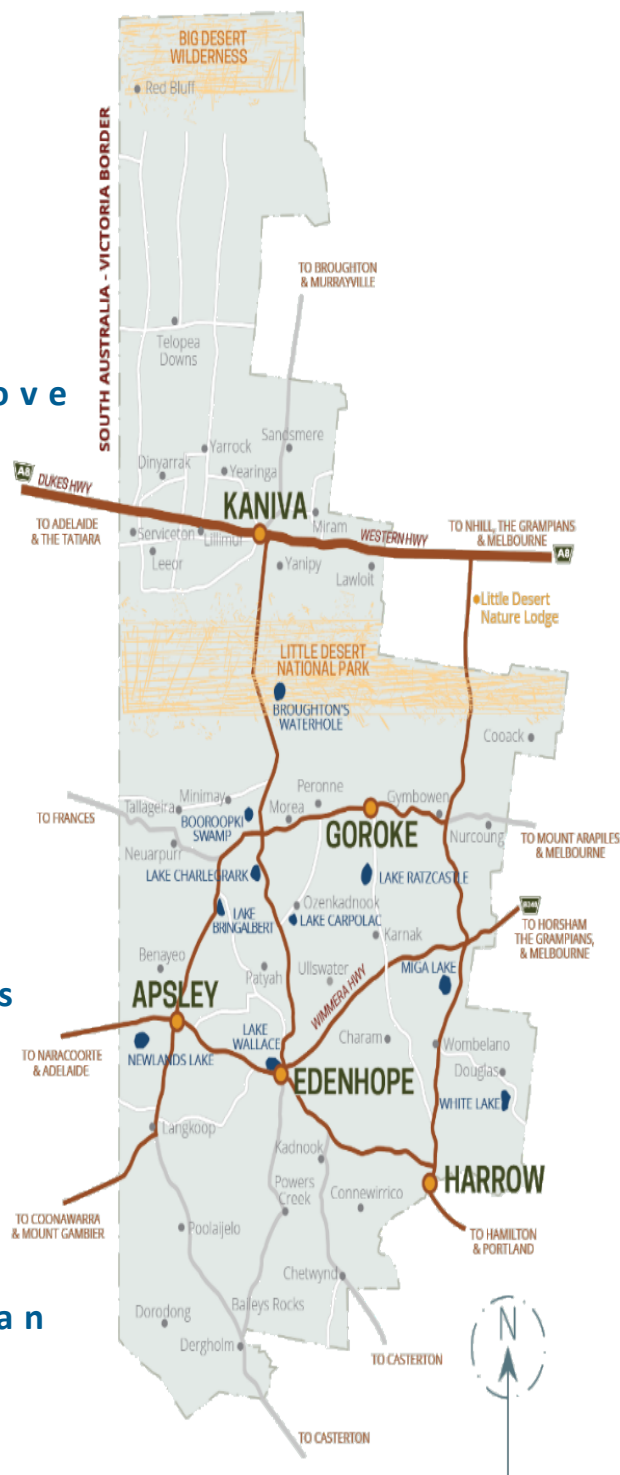 BIG DESERT
WILDERNESS
Red Bluff
SOUTH AUSTRALIA - VICTORIA BORDER
TO BROUGHTON
& MURRAYVILLE
Telopea
Downs
ove
Sandsmere
Yarrock
Dinyarrak
Yearinga
A8
DUKES HWY
KANIVA
TO ADELAIDE
& THE TATIARA
Serviceton
Lillimur
Miram
WESTERN HWY
TO NHILL, THE GRAMPIANS
& MELBOURNE
A8
Leeor
Yanipy
Lawloit
Little Desert
Nature Lodge
LITTLE DESERT
NATIONAL PARK
BROUGHTON'S
WATERHOLE
Cooack
Peronne
Minimay
Gymbowen
Tallageira
Morea
TO FRANCES
BOOROOPKI
SWAMP
GOROKE
Nurcoung
TO MOUNT ARAPILES
& MELBOURNE
Neuarpurr
LAKE CHARLEGRARK
LAKE RATZCASTLE
Ozenkadnook
LAKE
BRINGALBERT
LAKE CARPOLAC
TO HORSHAM
THE GRAMPIANS,
& MELBOURNE
Karnak
Benayeo
Patyah
Ullswater
MIGA LAKE
WIMMERA HWY
s
APSLEY
LAKE
WALLACE
Charam
Wombelano
TO NARACOORTE
& ADELAIDE
NEWLANDS LAKE
EDENHOPE
Douglas
WHITE LAKE
Langkoop
Kadnook
HARROW
Powers
Creek
Connewirrico
TO COONAWARRA
& MOUNT GAMBIER
Poolaijelo
TO HAMILTON
& PORTLAND
Chetwynd
Baileys Rocks
an
Dorodong
Dergholm
N
TO CASTERTON
TO CASTERTON